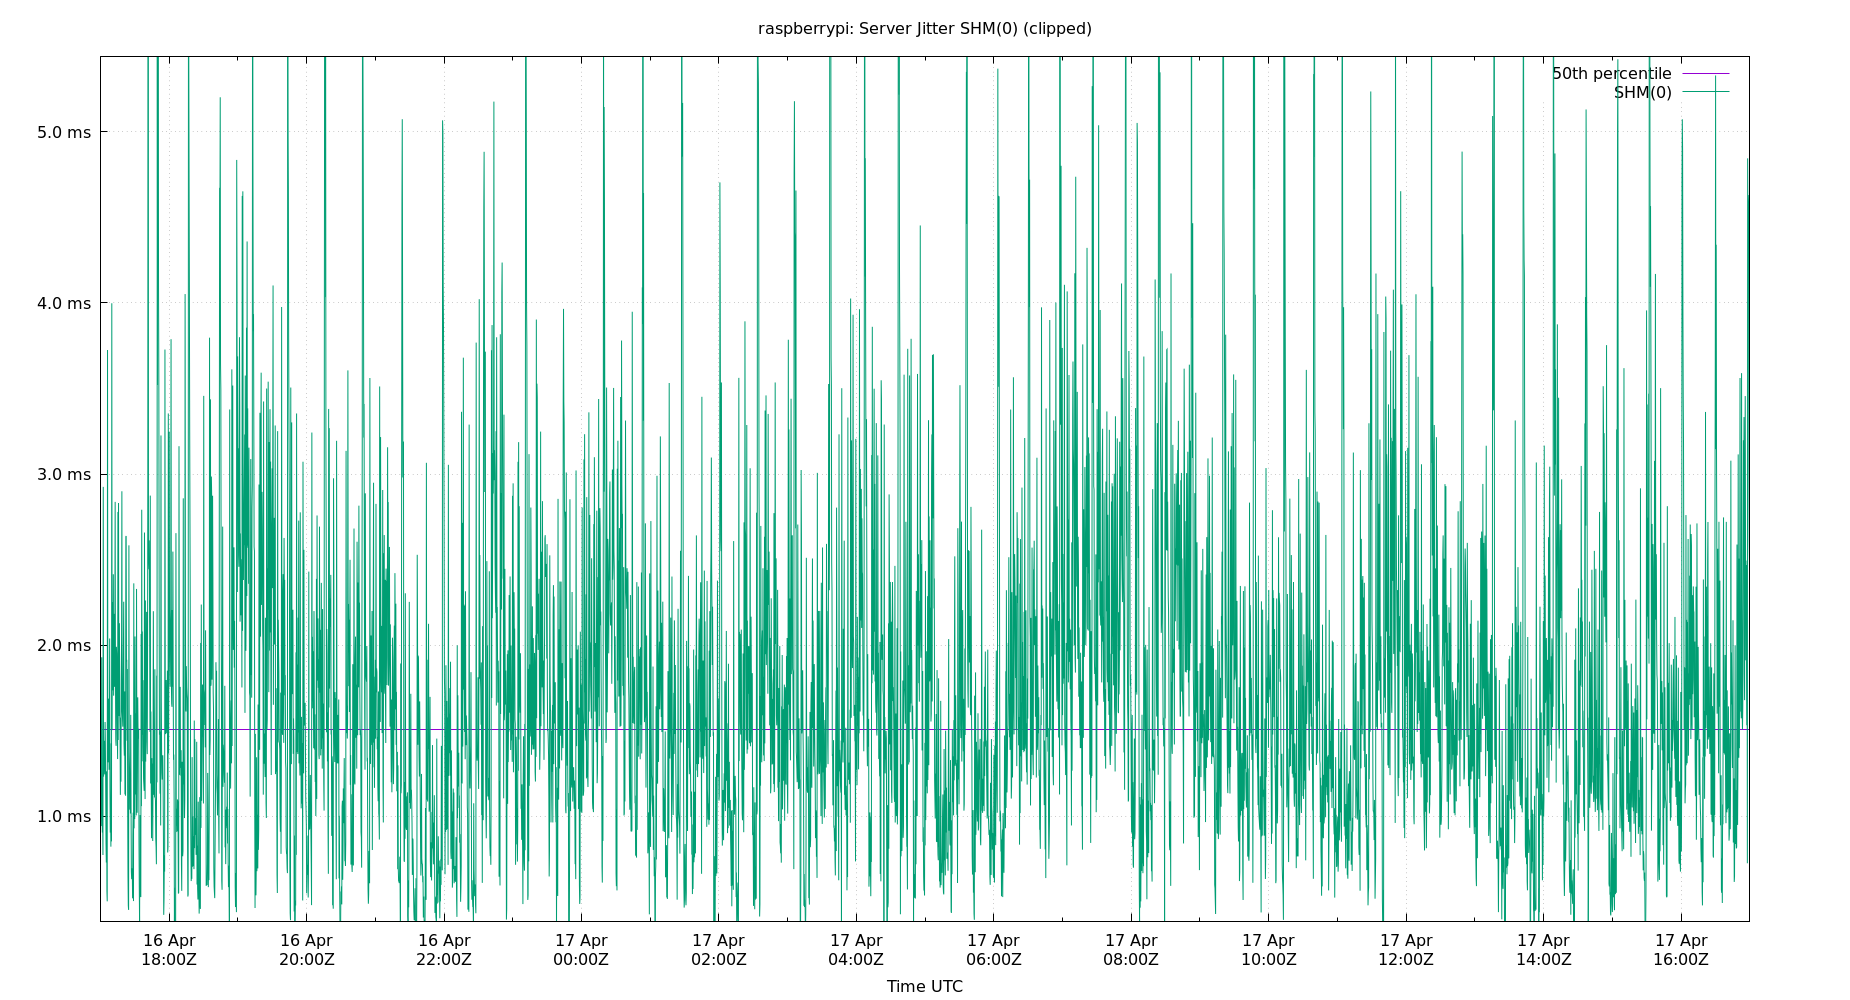 raspberrypi: Server Jitter SHM(0) (clipped)
50th percentile
SHM(0)
5.0 ms
4.0 ms
3.0 ms
2.0 ms
1.0 ms
16 Apr 16 Apr 16 Apr 17 Apr 17 Apr 17 Apr 17 Apr 17 Apr 17 Apr 17 Apr 17 Apr 17 Apr
18:00Z 20:00Z 22:00Z 00:00Z 02:00Z 04:00Z 06:00Z 08:00Z 10:00Z 12:00Z 14:00Z 16:00Z
Time UTC